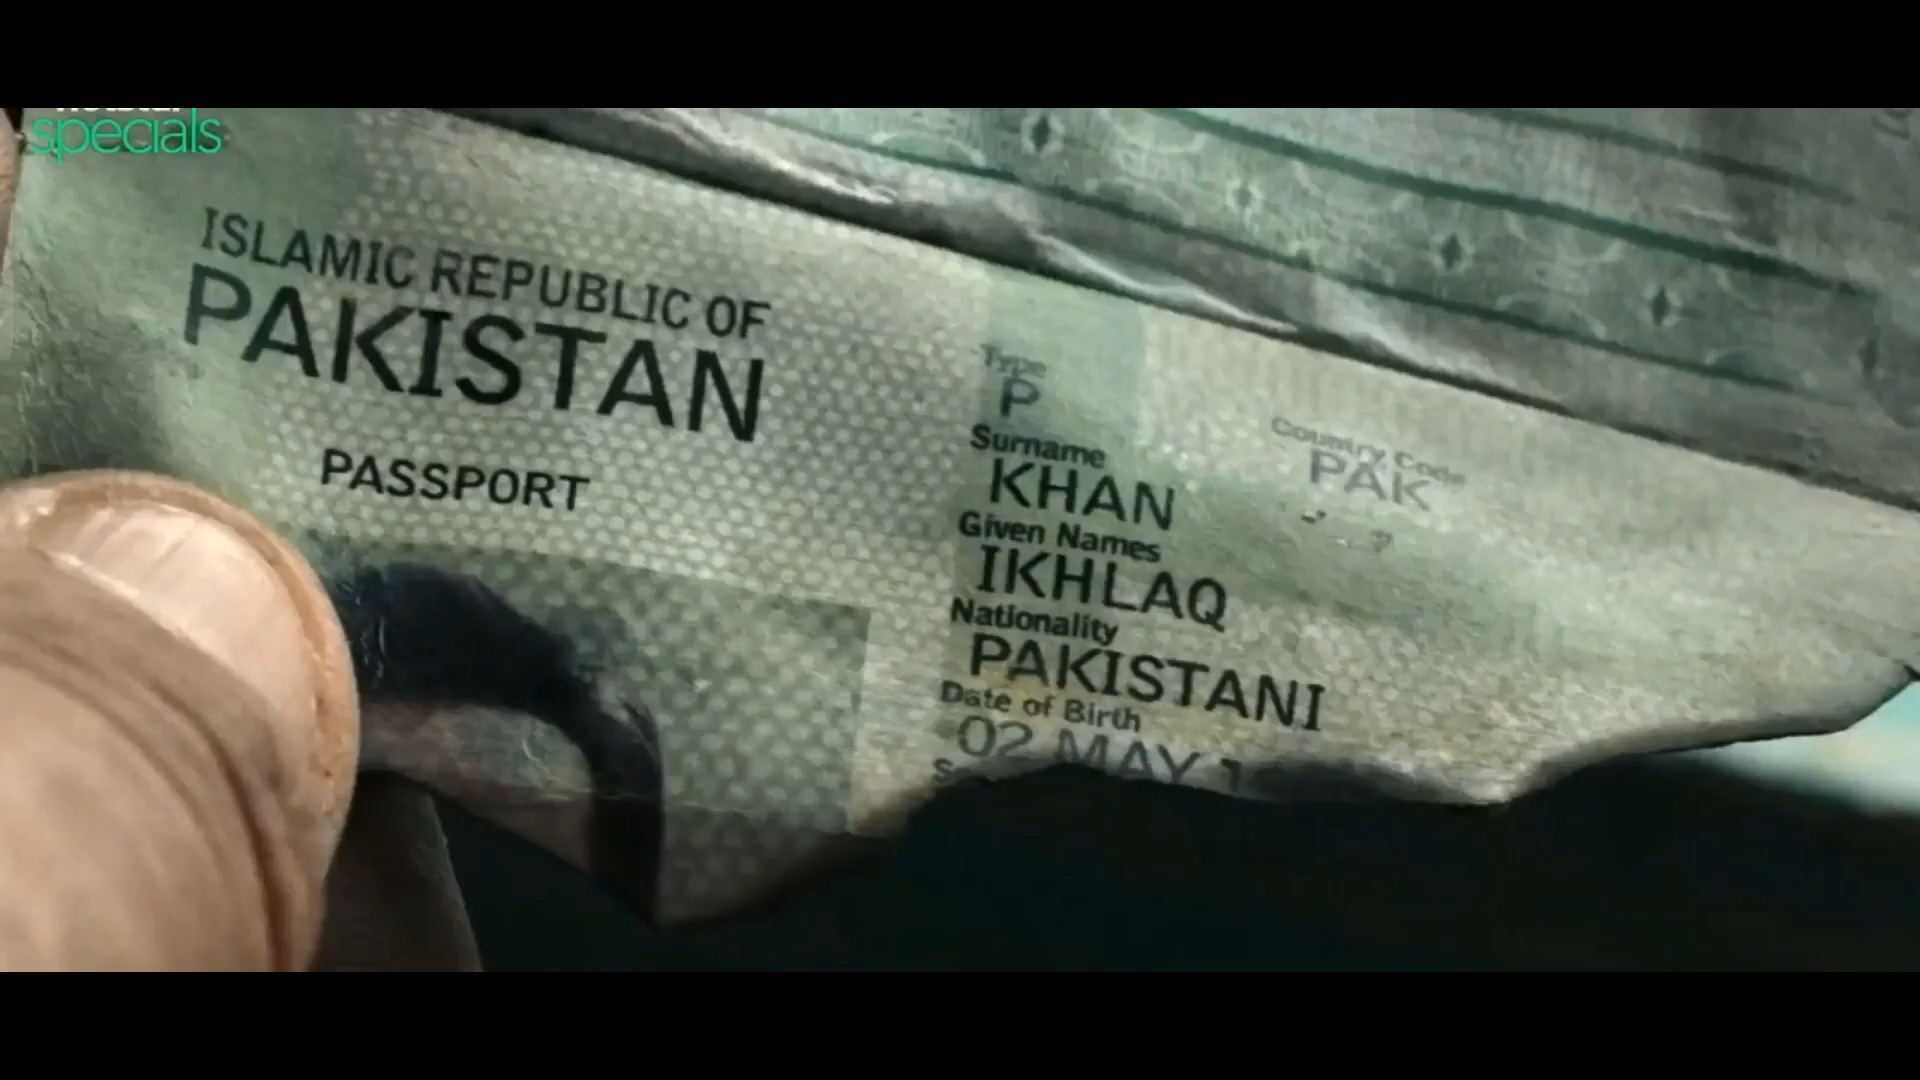 specials
ISLAMIC REPUBLIC OF
PAKISTAN
PASSPORT
Type
P
Country Code
PAK
Surname
KHAN
Given Names
IKHLAQ
Nationality
PAKISTANI
Date of Birth
02 MAY 1